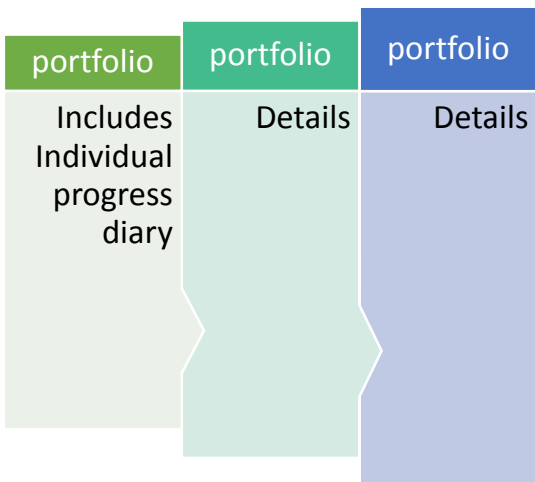 portfolio
Includes
Individual
progress
diary
portfolio
Details
portfolio
Details